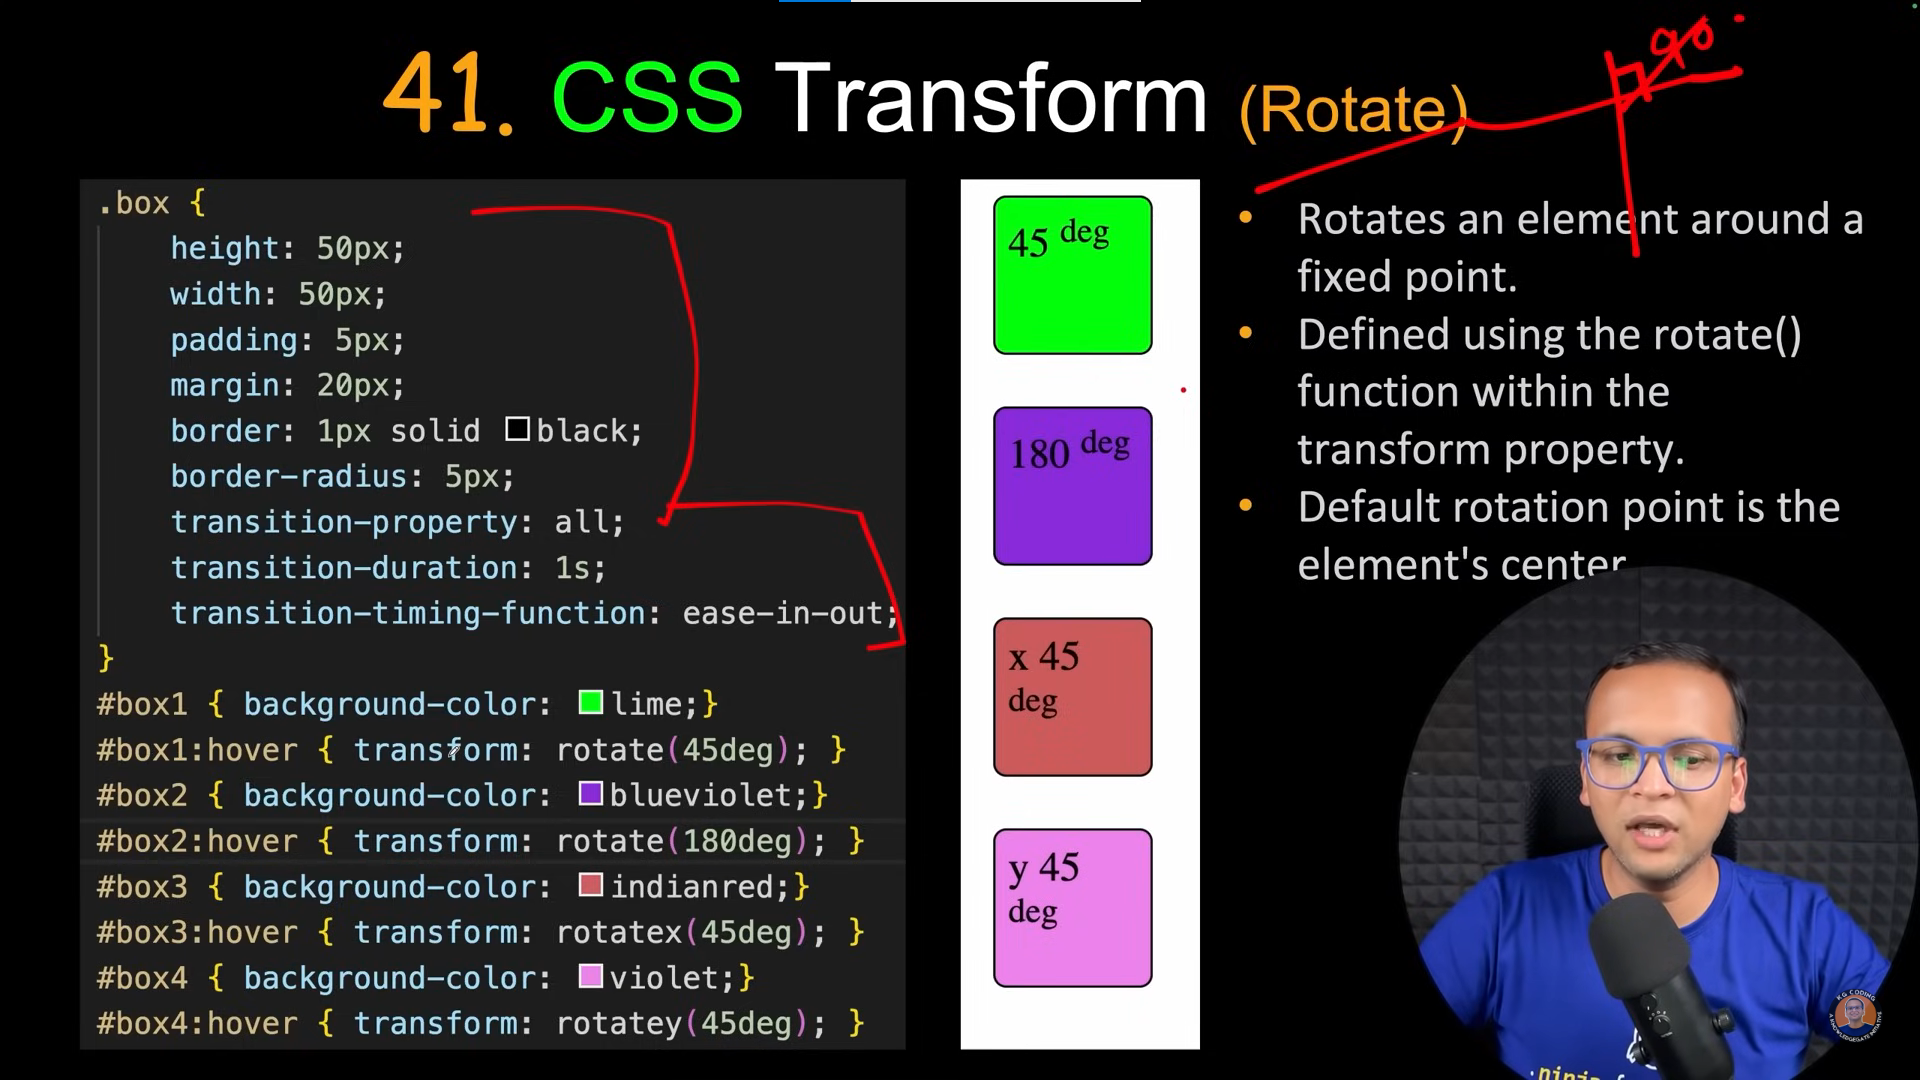 41. CSS Transform (Rotate)
90
.box {
height: 50px;
width: 50px;
padding: 5px;
margin: 20px;
border: 1px solid black;
border-radius: 5px;
transition-property: all;
transition-duration: 1s;
transition-timing-function: ease-in-out;
}
#box1 { background-color: lime;}
#box1:hover { transform: rotate(45deg); }
#box2 { background-color: blueviolet;}
#box2:hover { transform: rotate(180deg); }
#box3 { background-color: indianred;}
#box3:hover { transform: rotatex(45deg); }
#box4 { background-color: violet;}
#box4:hover { transform: rotatey(45deg); }
45 deg
180 deg
x 45
deg
y 45
deg
• Rotates an element around a
fixed point.
• Defined using the rotate()
function within the
transform property.
• Default rotation point is the
element's center
KG CODING
A KNOWLEDGEGATE INITIATIVE